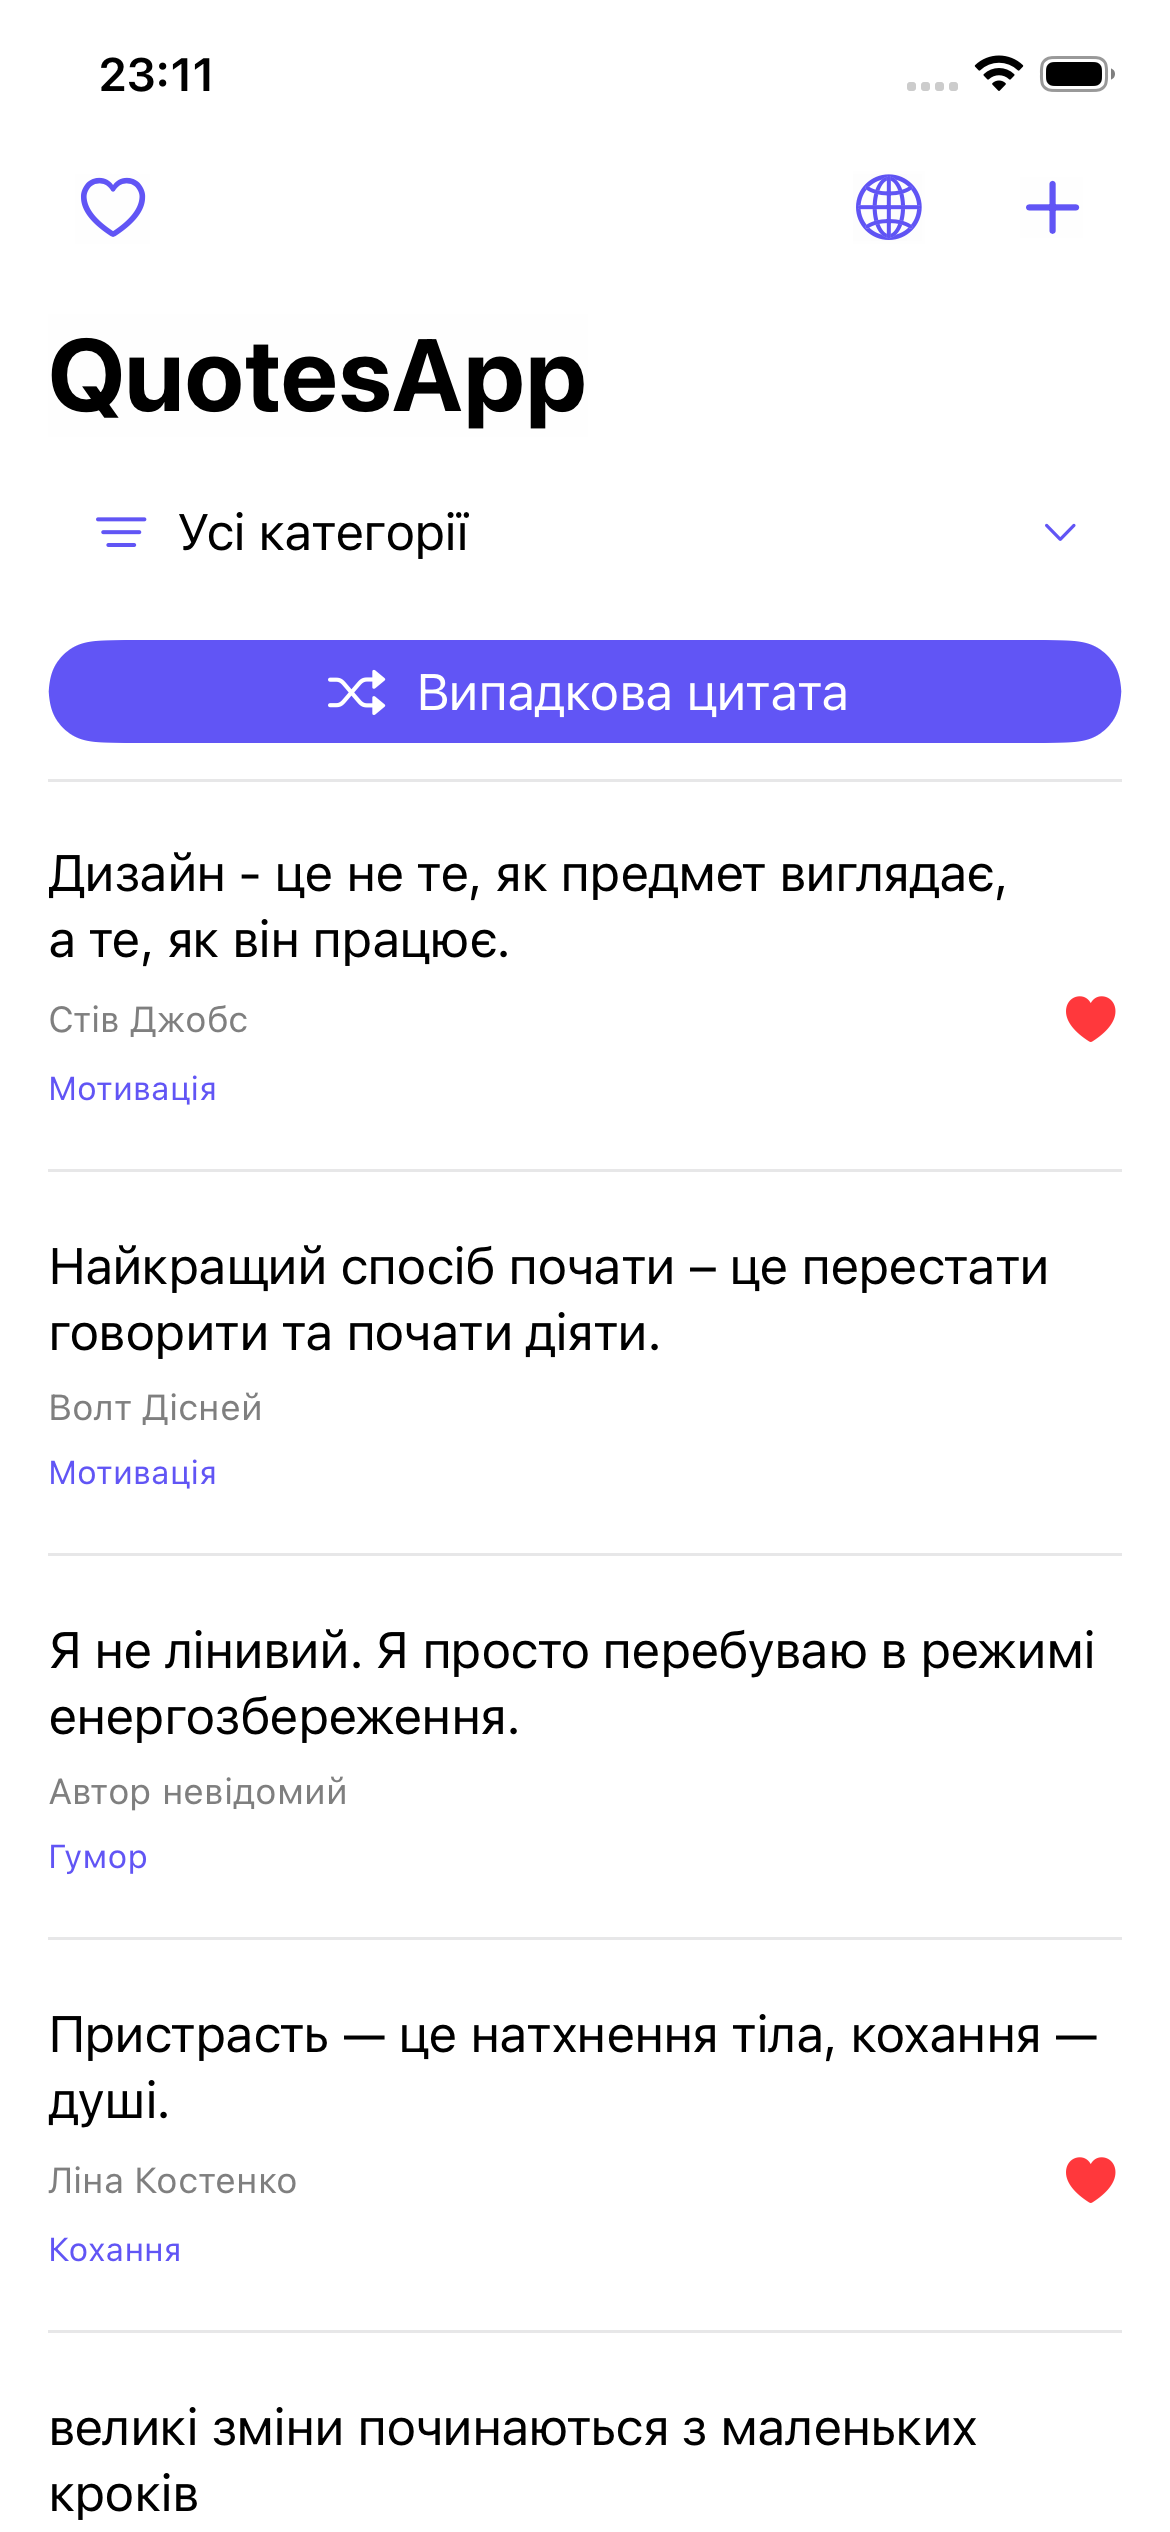 23:11
QuotesApp
Усі категорії
Випадкова цитата
Дизайн - це не те, як предмет виглядає,
а те, як він працює.
Стів Джобс
Мотивація
Найкращий спосіб почати – це перестати
говорити та почати діяти.
Волт Дісней
Мотивація
Я не лінивий. Я просто перебуваю в режимі
енергозбереження.
Автор невідомий
Гумор
Пристрасть — це натхнення тіла, кохання —
душі.
Ліна Костенко
Кохання
великі зміни починаються з маленьких
кроків